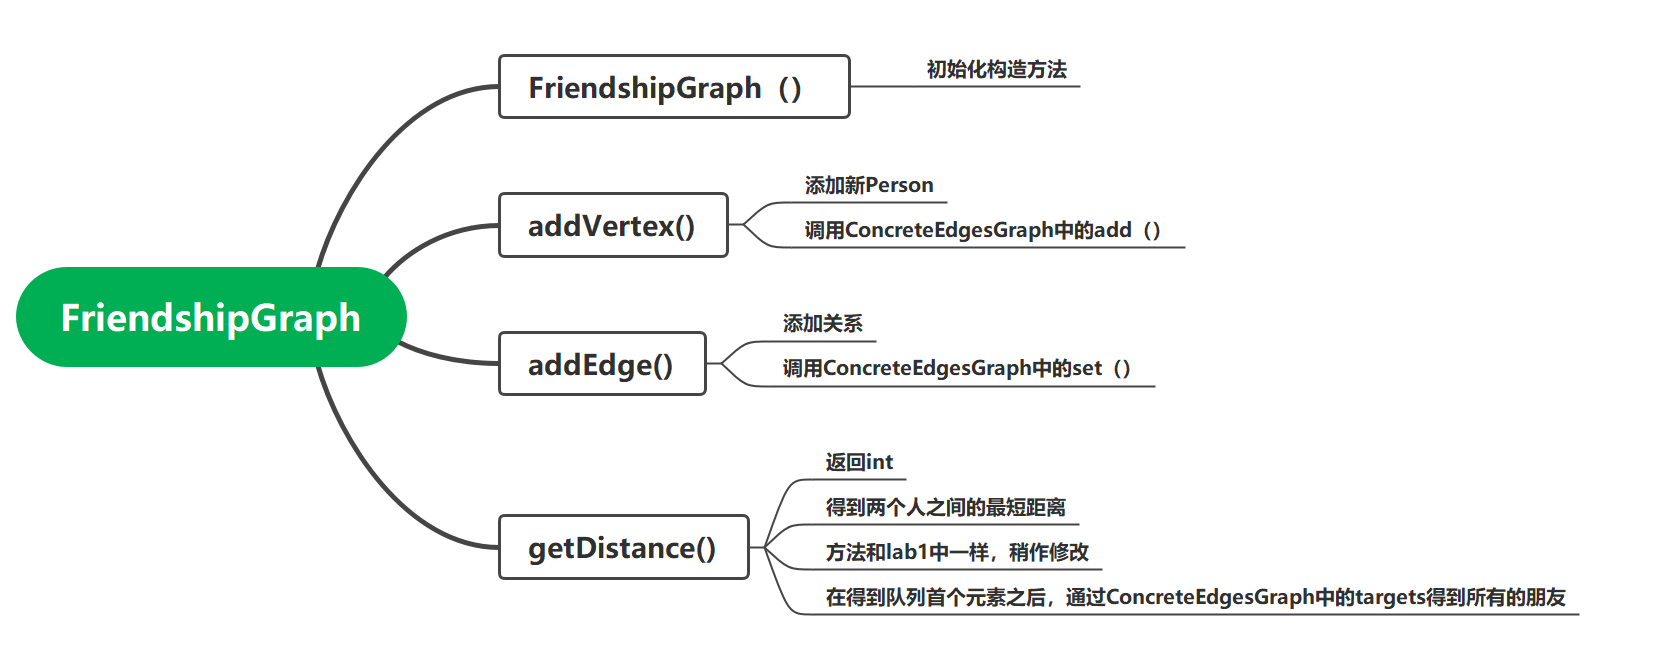 FriendshipGraph
FriendshipGraph（）
初始化构造方法
addVertex()
添加新Person
调用ConcreteEdgesGraph中的add（）
addEdge()
添加关系
调用ConcreteEdgesGraph中的set（）
getDistance()
返回int
得到两个人之间的最短距离
方法和lab1中一样，稍作修改
在得到队列首个元素之后，通过ConcreteEdgesGraph中的targets得到所有的朋友